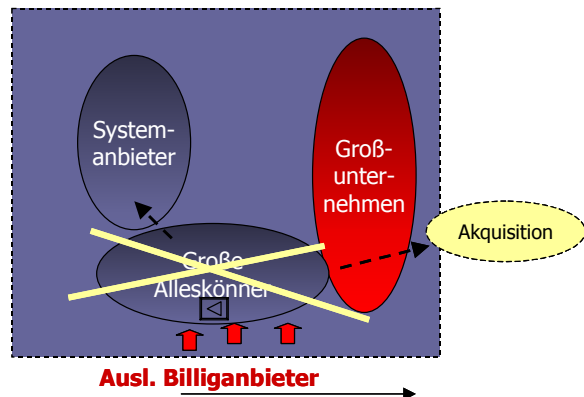 System-
anbieter
Groß-
unter-
nehmen
Akquisition
Große
Alleskönner
Ausl. Billiganbieter